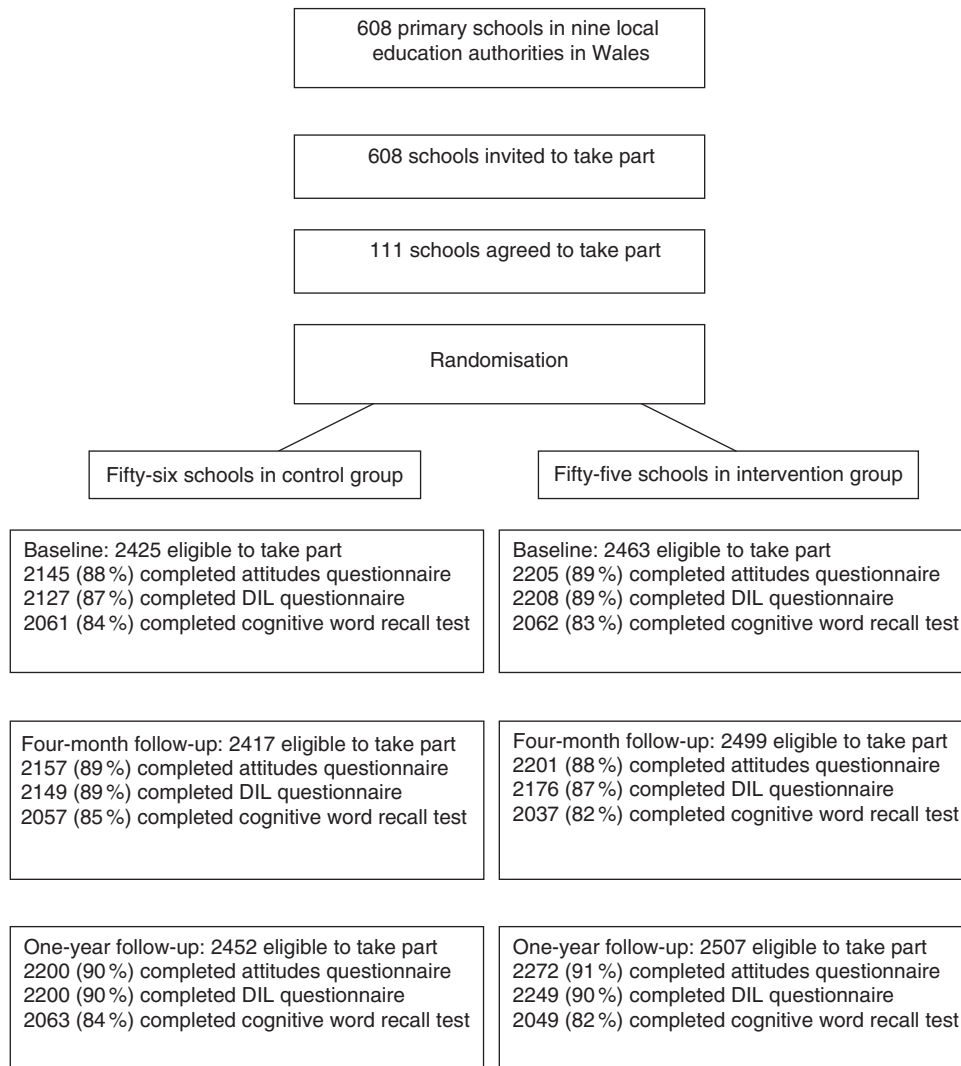 608 primary schools in nine local
education authorities in Wales
608 schools invited to take part
111 schools agreed to take part
Randomisation
Fifty-six schools in control group
Fifty-five schools in intervention group
Baseline: 2425 eligible to take part
2145 (88 %) completed attitudes questionnaire
2127 (87 %) completed DIL questionnaire
2061 (84 %) completed cognitive word recall test
Baseline: 2463 eligible to take part
2205 (89 %) completed attitudes questionnaire
2208 (89 %) completed DIL questionnaire
2062 (83 %) completed cognitive word recall test
Four-month follow-up: 2417 eligible to take part
2157 (89 %) completed attitudes questionnaire
2149 (89 %) completed DIL questionnaire
2057 (85 %) completed cognitive word recall test
Four-month follow-up: 2499 eligible to take part
2201 (88 %) completed attitudes questionnaire
2176 (87 %) completed DIL questionnaire
2037 (82 %) completed cognitive word recall test
One-year follow-up: 2452 eligible to take part
2200 (90 %) completed attitudes questionnaire
2200 (90 %) completed DIL questionnaire
2063 (84 %) completed cognitive word recall test
One-year follow-up: 2507 eligible to take part
2272 (91 %) completed attitudes questionnaire
2249 (90 %) completed DIL questionnaire
2049 (82 %) completed cognitive word recall test